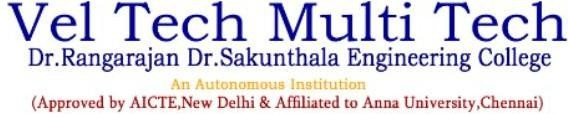 Vel Tech Multi Tech
Dr.Rangarajan Dr.Sakunthala Engineering College
An Autonomous Institution
(Approved by AICTE,New Delhi & Affiliated to Anna University,Chennai)